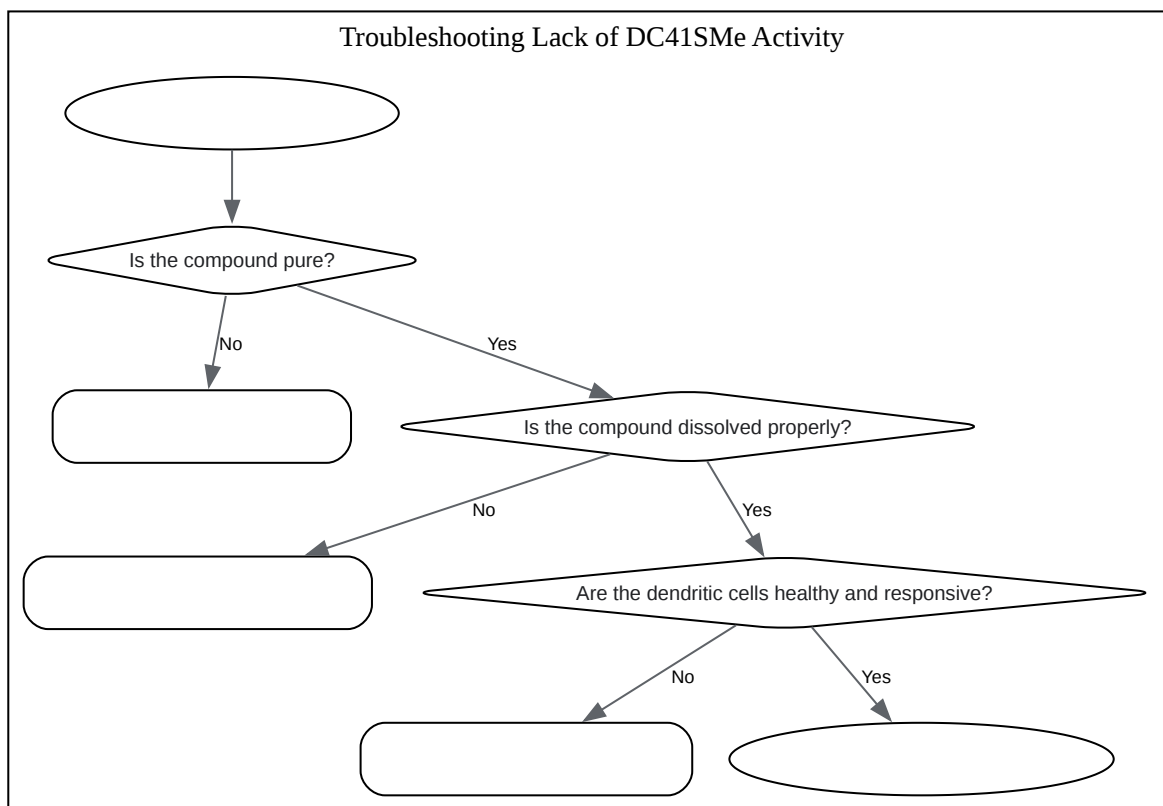 Troubleshooting Lack of DC41SMe Activity
Is the compound pure?
No
Yes
Is the compound dissolved properly?
No
Yes
Are the dendritic cells healthy and responsive?
No
Yes